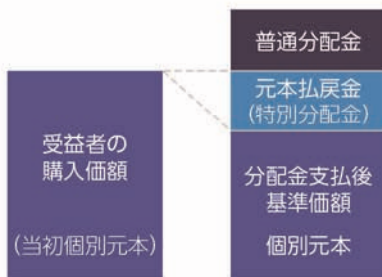 受益者の
購入価額
(当初個別元本)
普通分配金
元本払戻金
(特別分配金)
分配金支払後
基準価額
個別元本